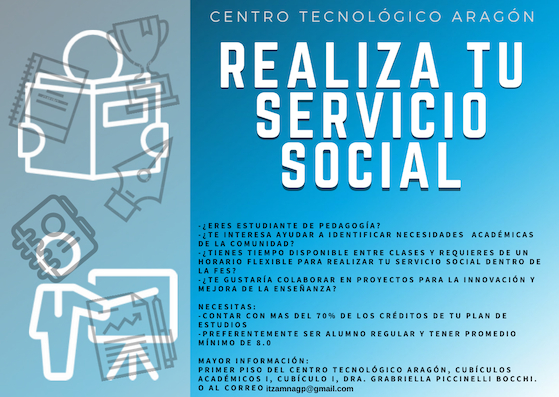 CENTRO TECNOLÓGICO ARAGÓN
REALIZA TU
SERVICIO
SOCIAL
-¿ERES ESTUDIANTE DE PEDAGOGÍA?
-¿TE INTERESA AYUDAR A IDENTIFICAR NECESIDADES ACADÉMICAS
DE LA COMUNIDAD?
-¿TIENES TIEMPO DISPONIBLE ENTRE CLASES Y REQUIERES DE UN
HORARIO FLEXIBLE PARA REALIZAR TU SERVICIO SOCIAL DENTRO DE
LA FES?
-¿TE GUSTARÍA COLABORAR EN PROYECTOS PARA LA INNOVACIÓN Y
MEJORA DE LA ENSEÑANZA?
NECESITAS:
-CONTAR CON MAS DEL 70% DE LOS CRÉDITOS DE TU PLAN DE
ESTUDIOS
-PREFERENTEMENTE SER ALUMNO REGULAR Y TENER PROMEDIO
MÍNIMO DE 8.0
MAYOR INFORMACIÓN:
PRIMER PISO DEL CENTRO TECNOLÓGICO ARAGÓN, CUBÍCULOS
ACADÉMICOS I, CUBÍCULO I, DRA. GRABRIELLA PICCINELLI BOCCHI.
O AL CORREO itzamnagp@gmail.com